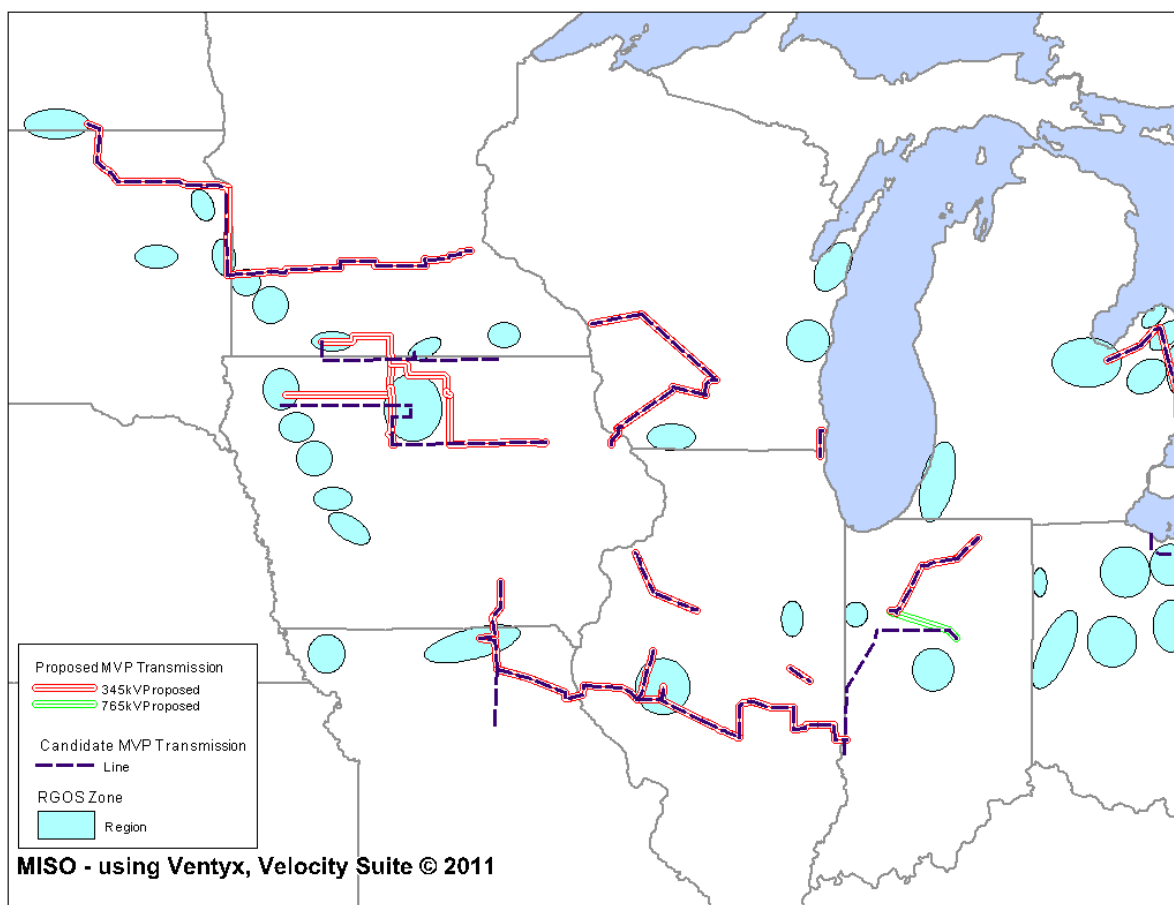 Proposed MVP Transmission
345kVProposed
765kVProposed
Candidate MVP Transmission
Line
RGOS Zone
Region
MISO - using Ventyx, Velocity Suite © 2011